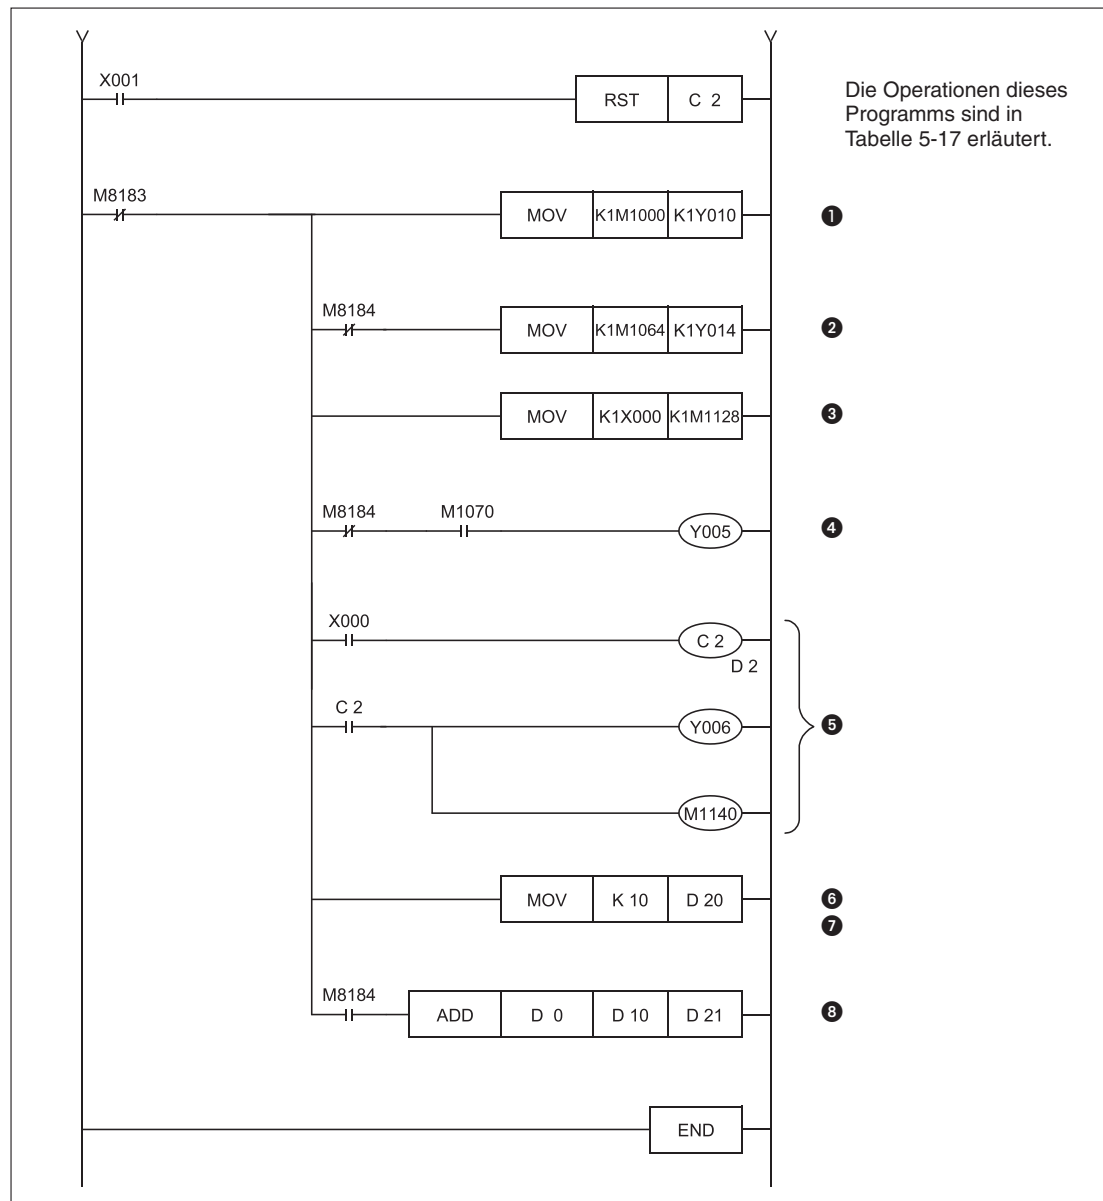 X001
RST C 2
Die Operationen dieses
Programms sind in
Tabelle 5-17 erläutert.
M8183
MOV K1M1000 K1Y010 ❶
M8184
MOV K1M1064 K1Y014 ❷
MOV K1X000 K1M1128 ❸
M8184 M1070
Y005 ❹
X000
C 2
D 2
C 2
Y006 ❺
M1140
MOV K 10 D 20 ❻
❼
M8184
ADD D 0 D 10 D 21 ❽
END